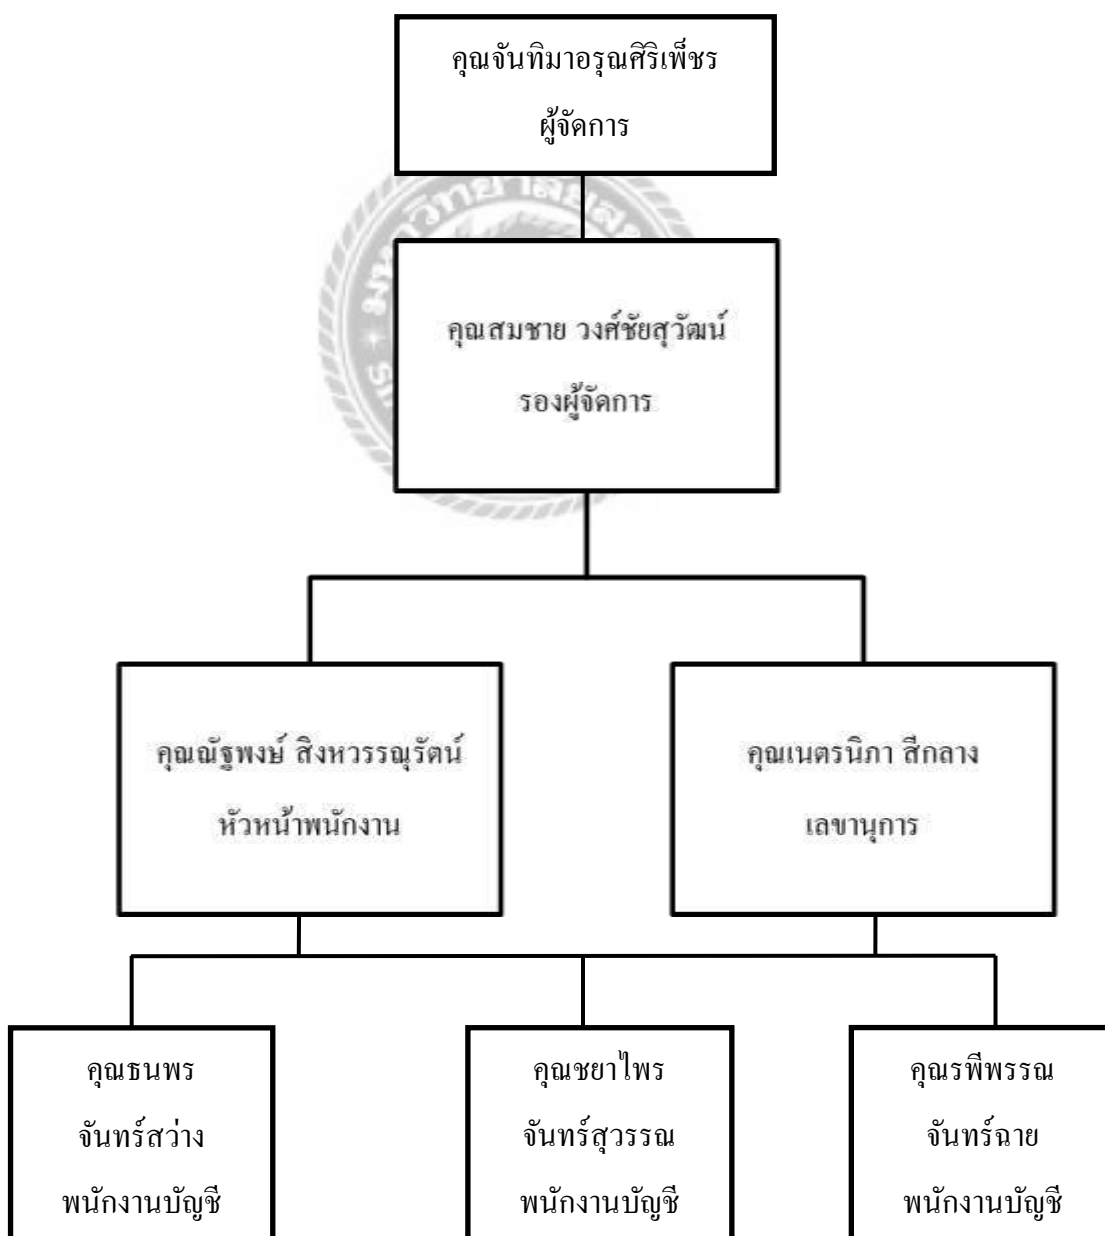 คุณจันทิมาอรุณศิริเพ็ชร
ผู้จัดการ
คุณสมชาย วงศ์ชัยสุวัฒน์
รองผู้จัดการ
คุณณัฐพงษ์ สิงหวรรณุรัตน์
หัวหน้าพนักงาน
คุณเนตรนิภา สีกลาง
เลขานุการ
คุณธนพร
จันทร์สว่าง
พนักงานบัญชี
คุณชยาไพร
จันทร์สุวรรณ
พนักงานบัญชี
คุณรพีพรรณ
จันทร์ฉาย
พนักงานบัญชี